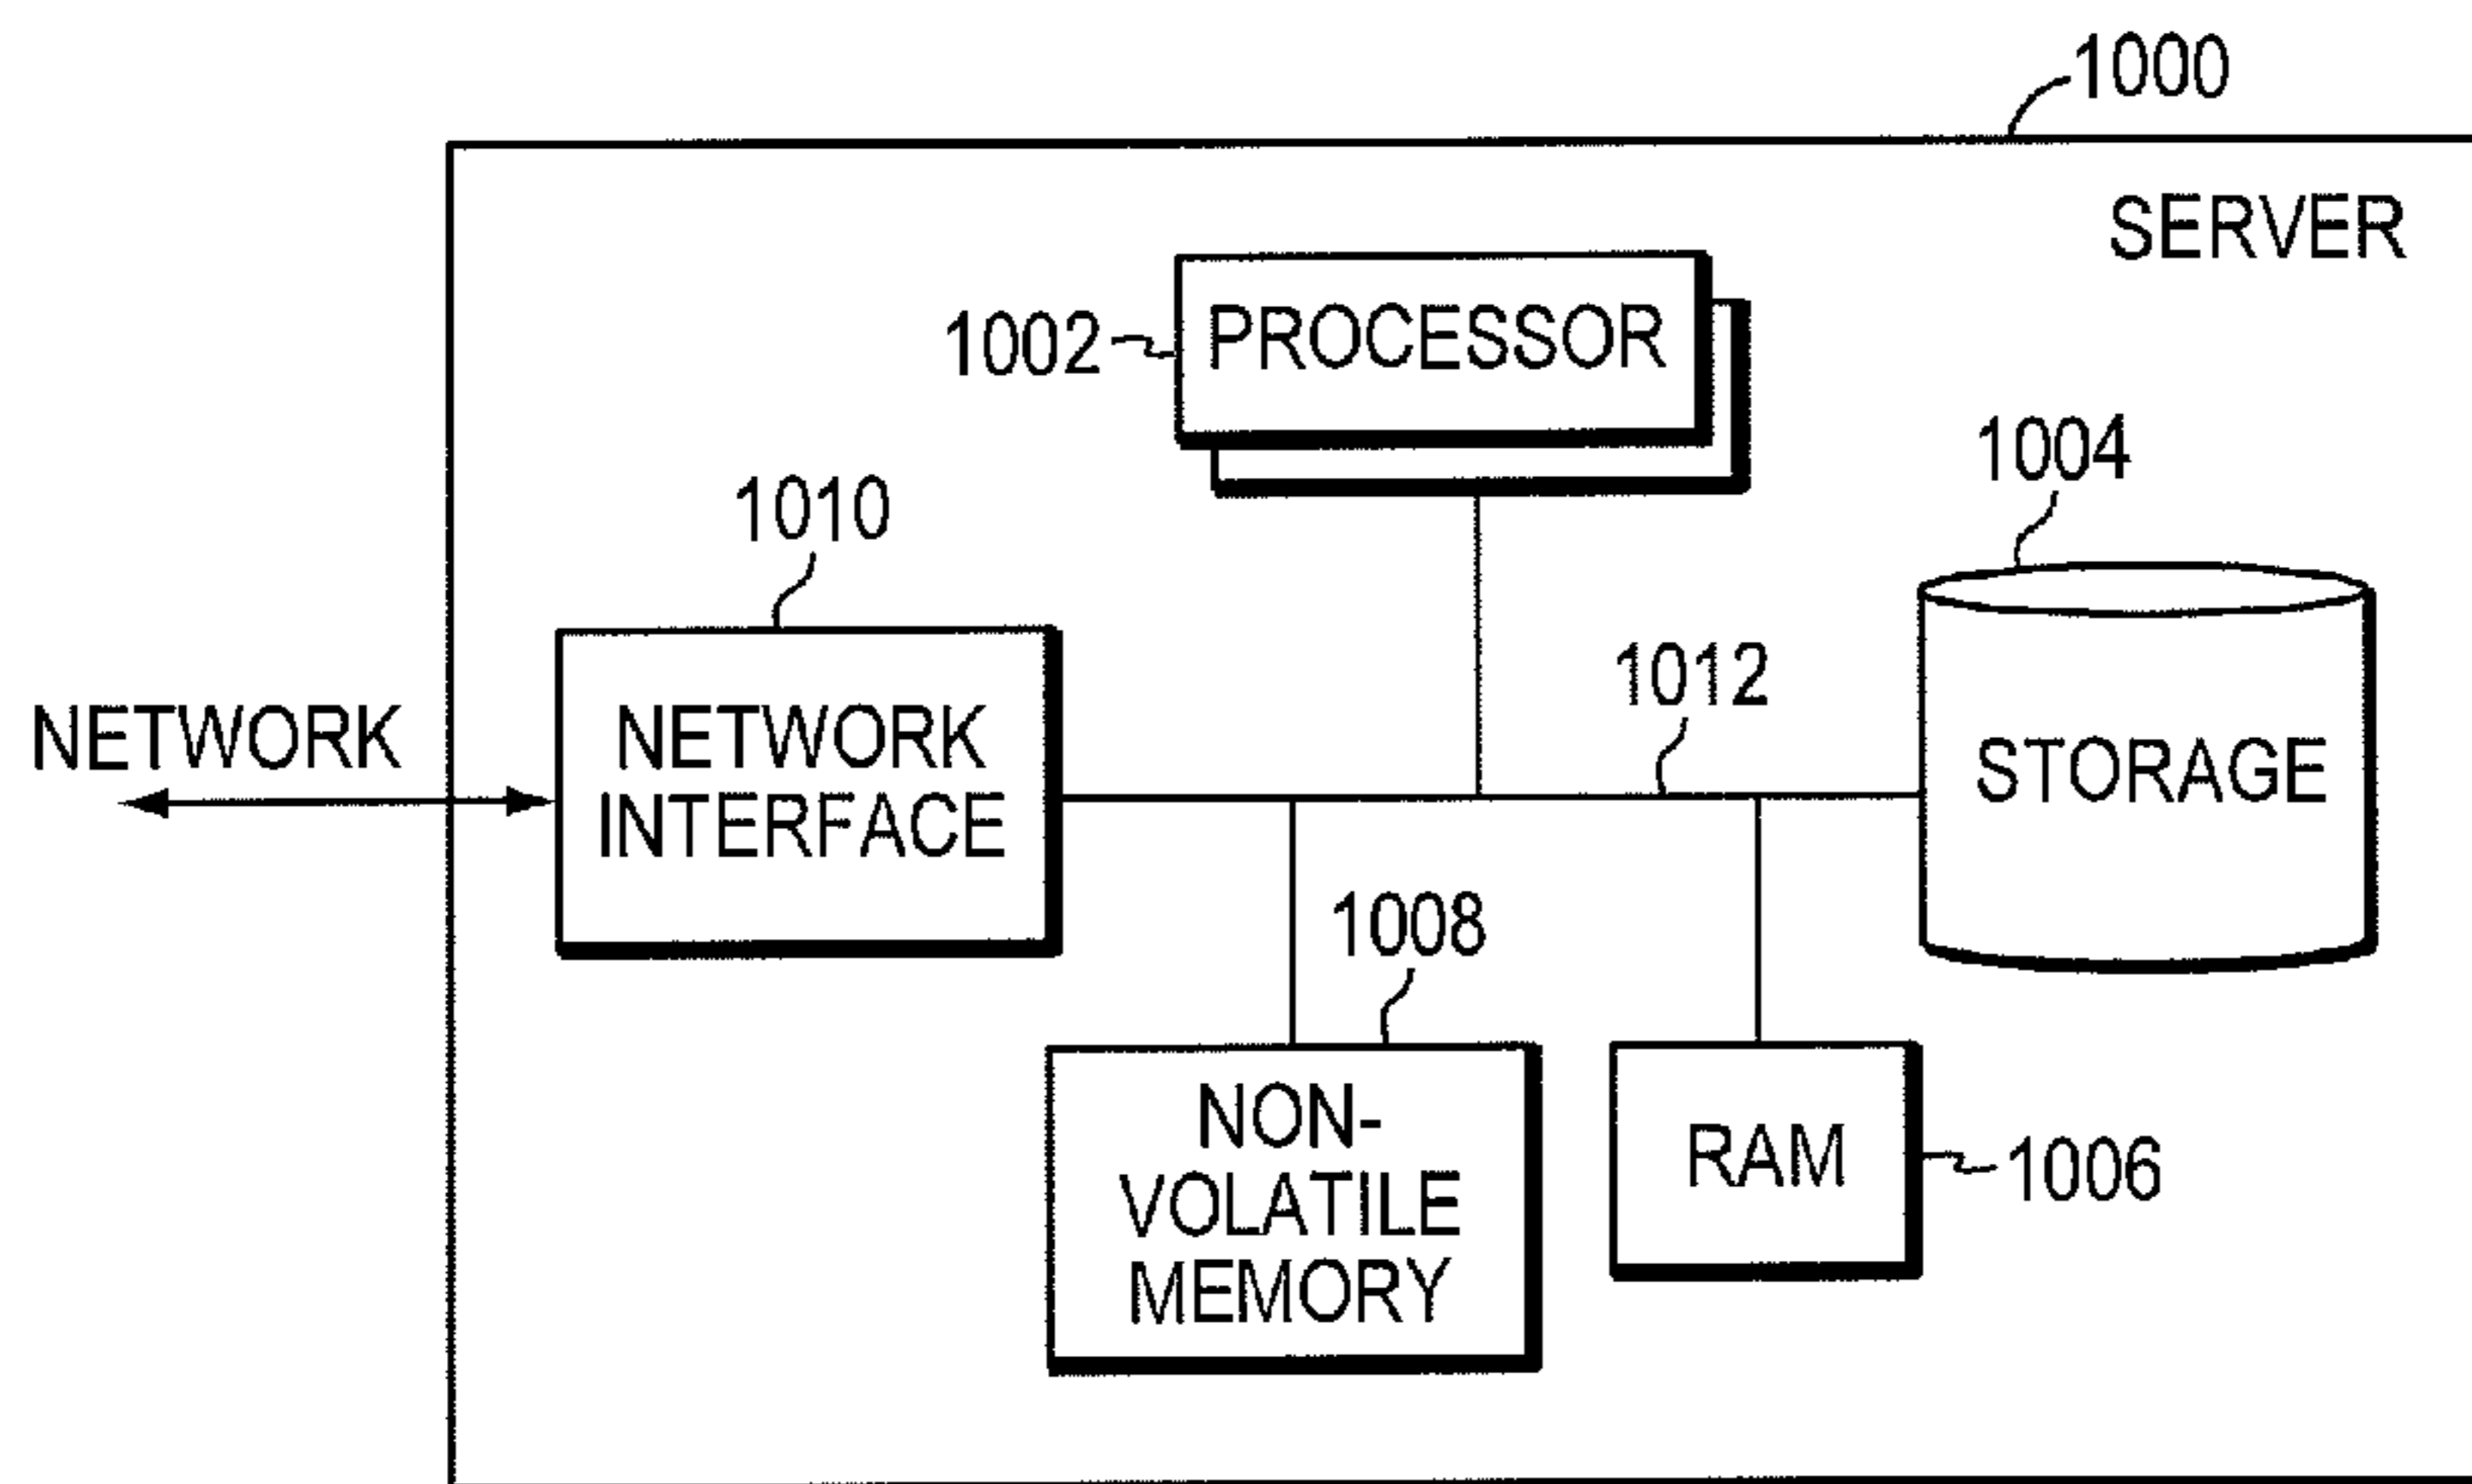 1000
SERVER
1002
PROCESSOR
1004
1010
1012
NETWORK
NETWORK
INTERFACE
STORAGE
1008
NON-
VOLATILE
MEMORY
RAM
1006